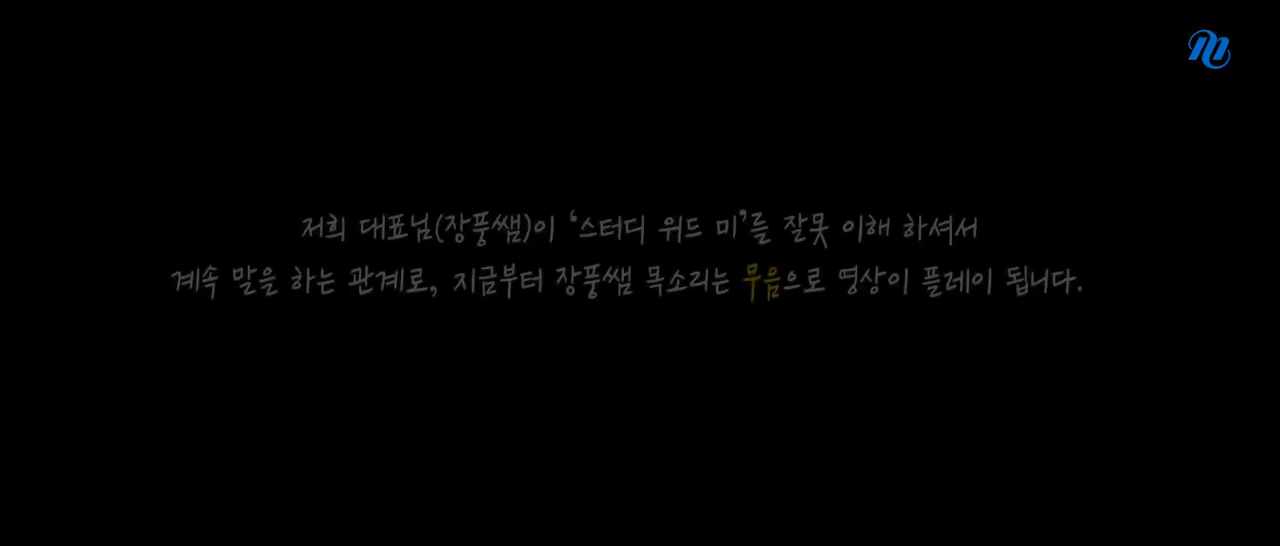 저희 대표님(장풍쌤)이 ‘스터디 위드 미’를 잘못 이해 하셔서
계속 말을 하는 관계로, 지금부터 장풍쌤 목소리는 무음으로 영상이 플레이 됩니다.